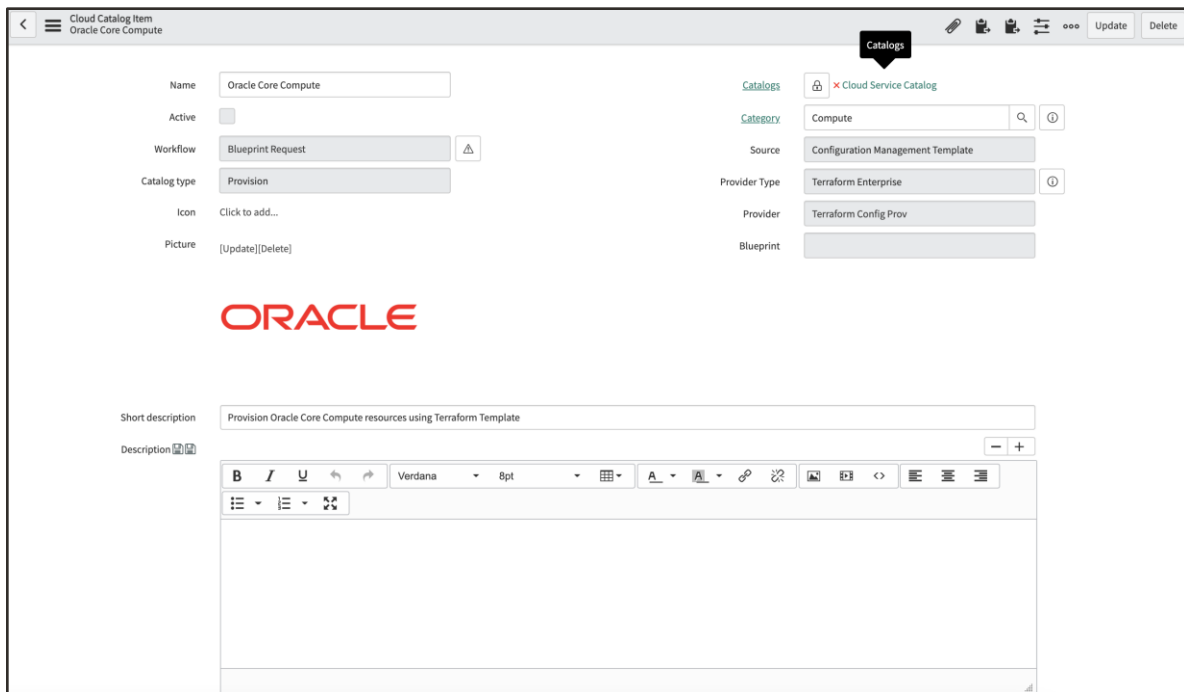 Cloud Catalog Item
Oracle Core Compute
Update
Delete
Catalogs
Name
Oracle Core Compute
Active
Workflow
Blueprint Request
Catalog type
Provision
Icon
Click to add...
Picture
[Update][Delete]
Catalogs
Cloud Service Catalog
Category
Compute
Source
Configuration Management Template
Provider Type
Terraform Enterprise
Provider
Terraform Config Prov
Blueprint
ORACLE
Short description
Provision Oracle Core Compute resources using Terraform Template
Description
B I U Verdana 8pt A A